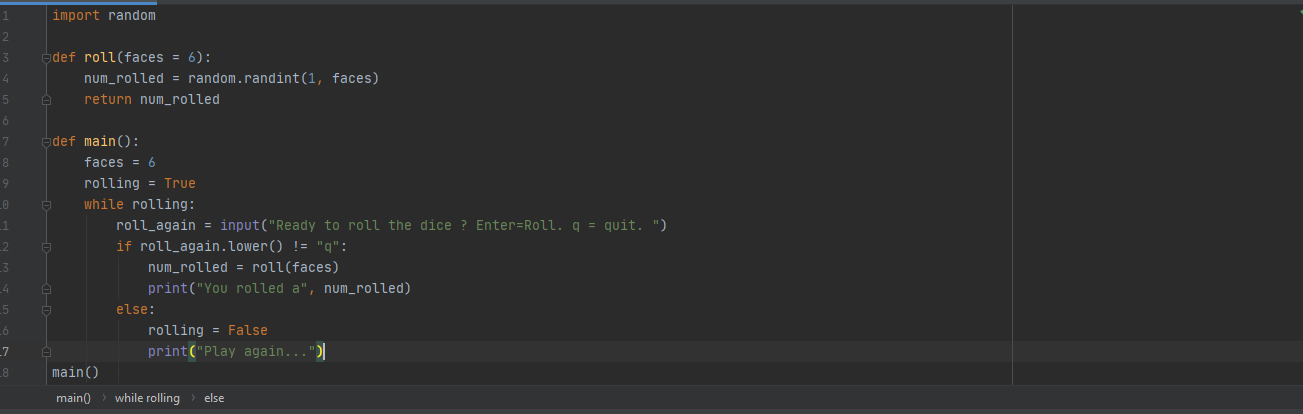 1 import random
2
3 def roll(faces = 6):
4     num_rolled = random.randint(1, faces)
5     return num_rolled
6
7 def main():
8     faces = 6
9     rolling = True
10     while rolling:
11         roll_again = input("Ready to roll the dice ? Enter=Roll. q = quit. ")
12         if roll_again.lower() != "q":
13             num_rolled = roll(faces)
14             print("You rolled a", num_rolled)
15         else:
16             rolling = False
17             print("Play again...")
18 main()
main() › while rolling › else